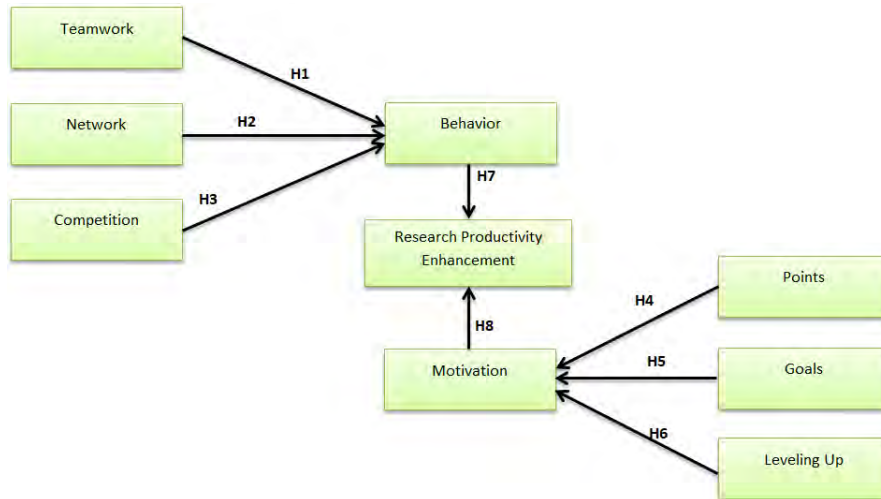 Teamwork
H1
Network
H2
Behavior
H3
H7
Competition
Research Productivity
Enhancement
Points
H4
H8
Motivation
H5
Goals
H6
Leveling Up